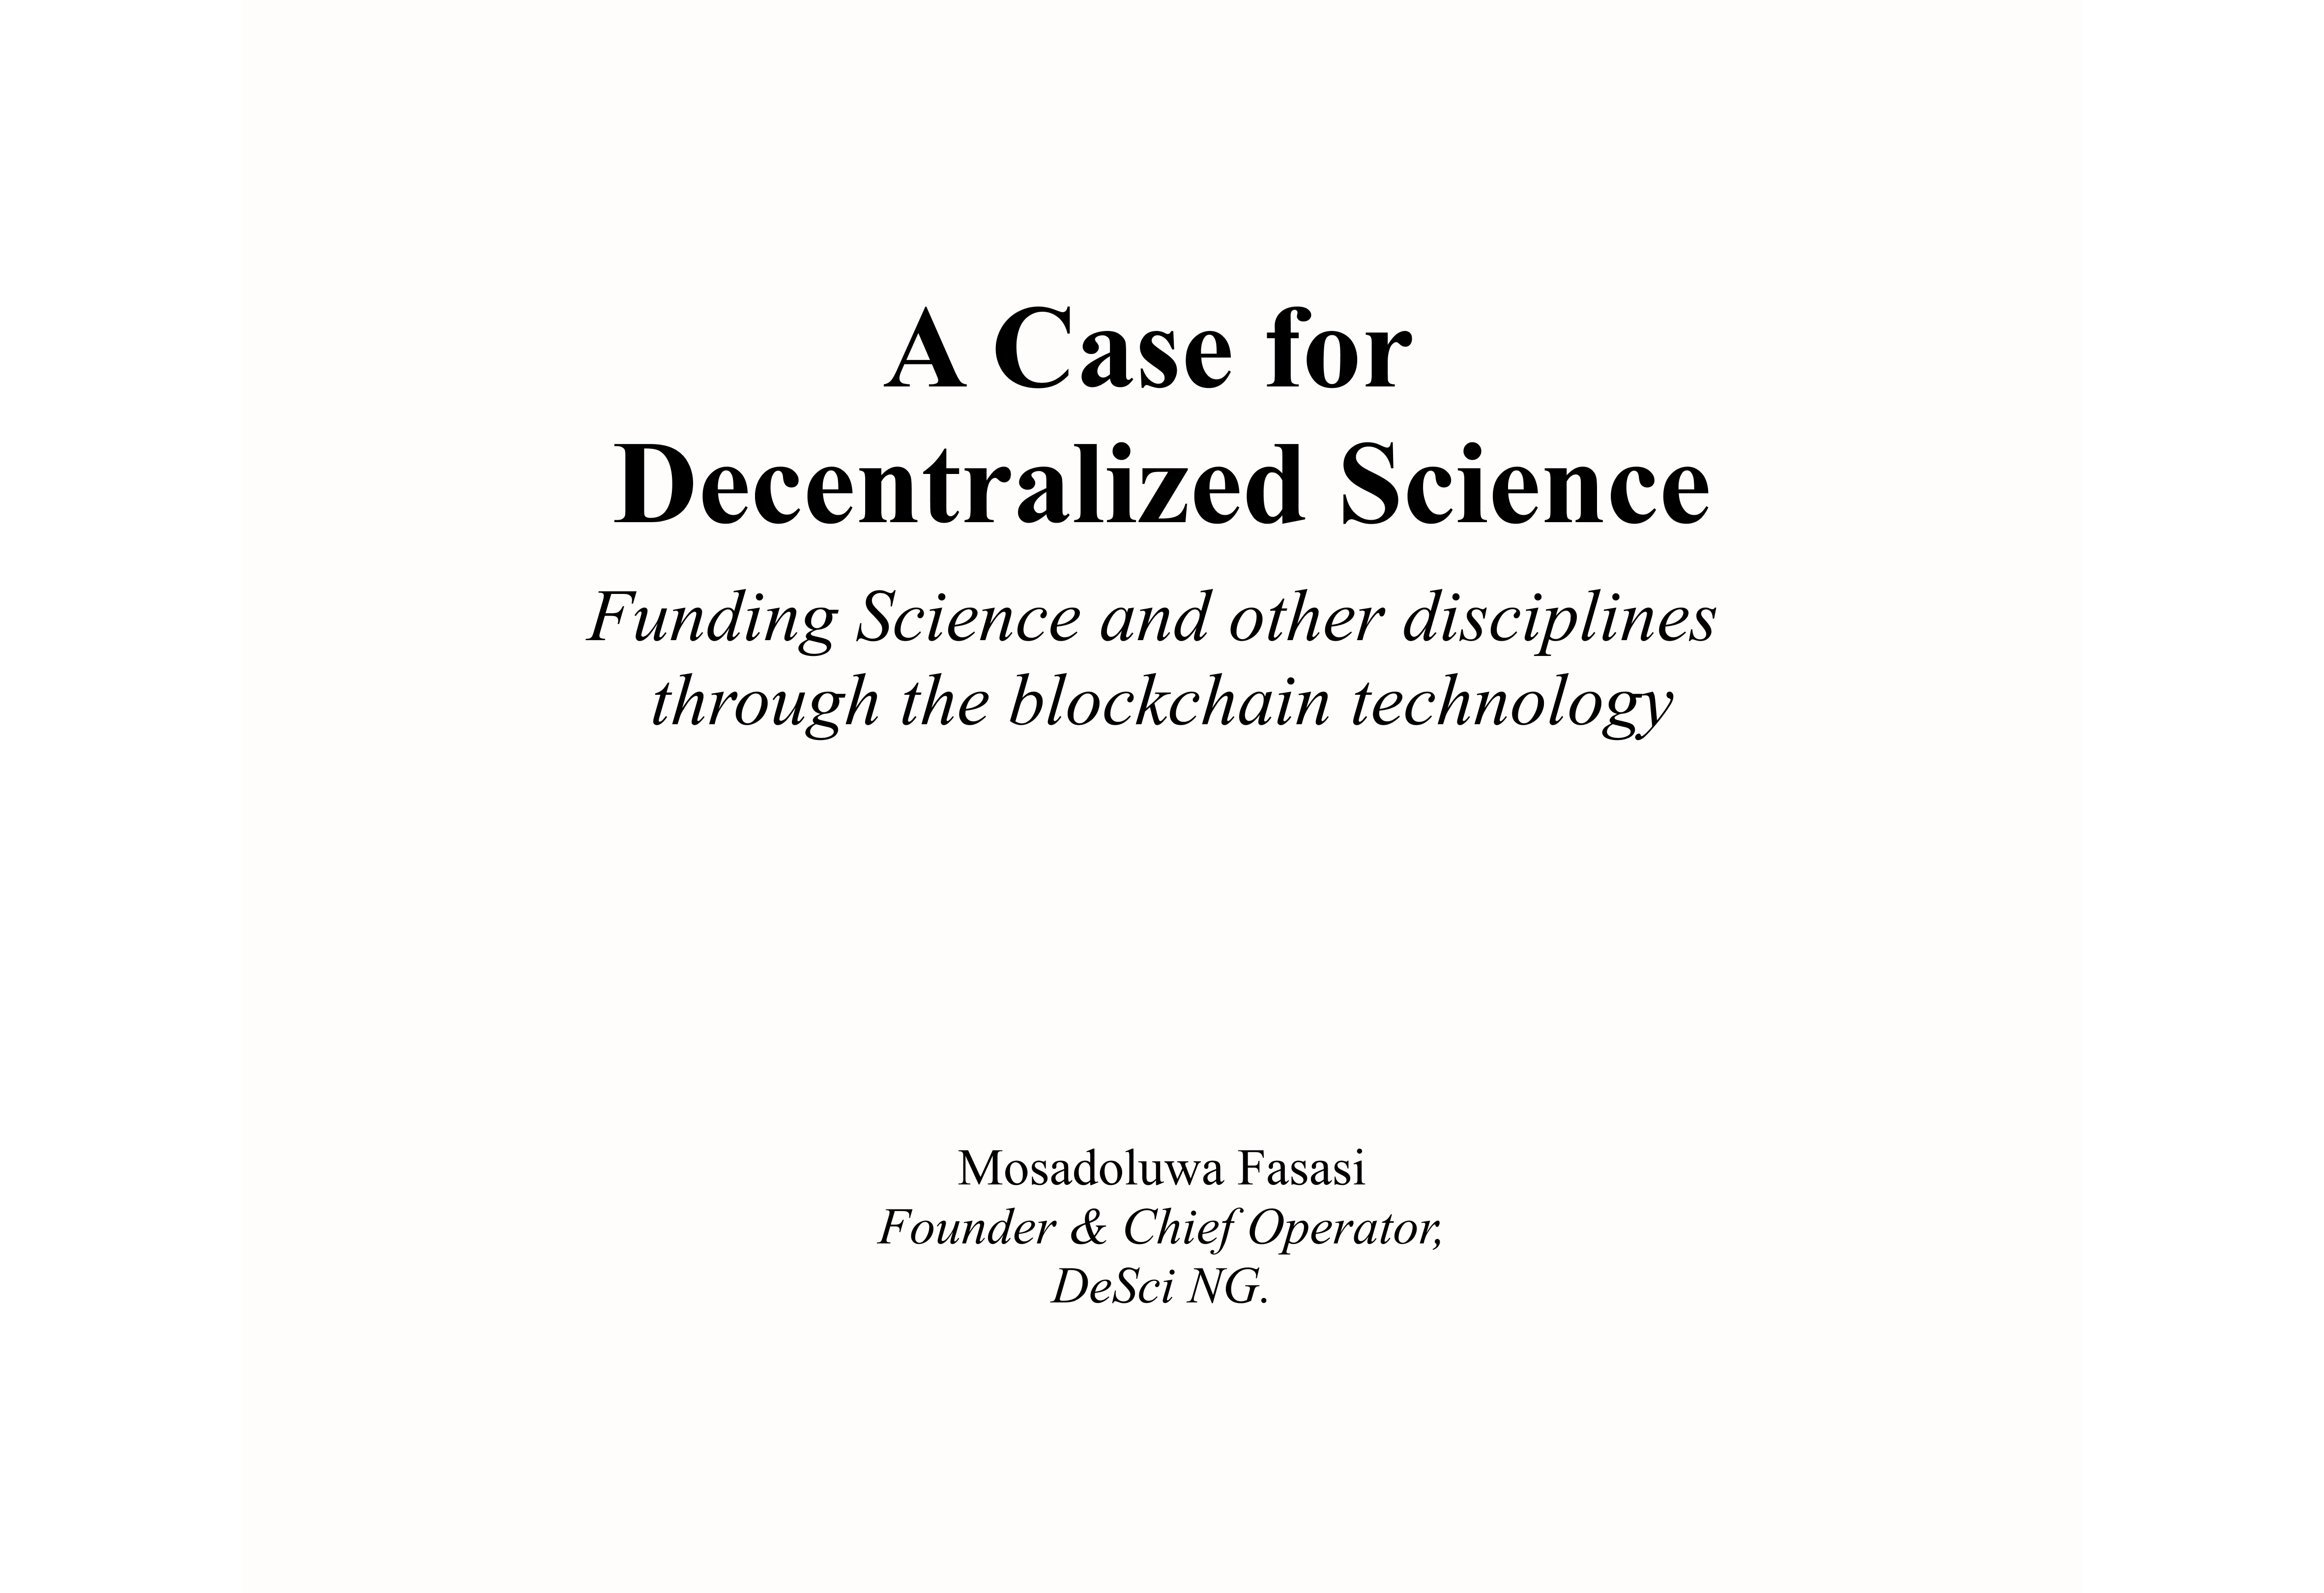 A Case for
Decentralized Science
Funding Science and other disciplines
through the blockchain technology
Mosadoluwa Fasasi
Founder & Chief Operator,
DeSci NG.